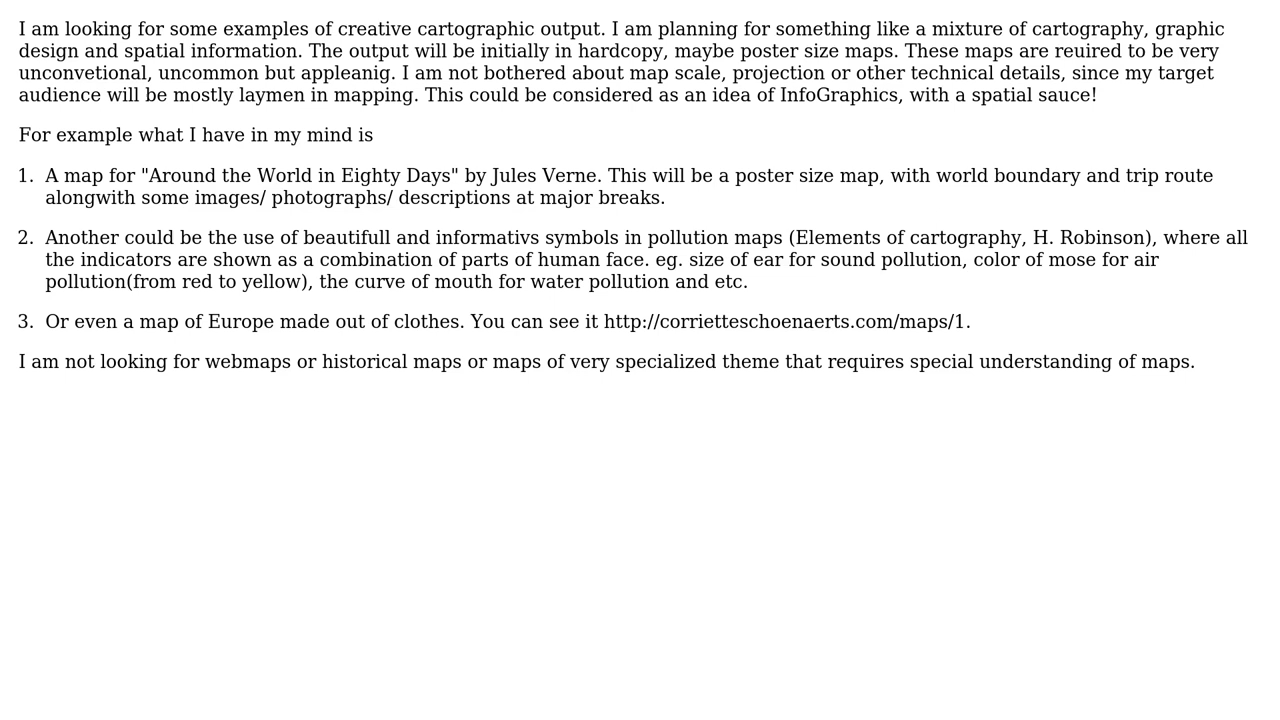 I am looking for some examples of creative cartographic output. I am planning for something like a mixture of cartography, graphic
design and spatial information. The output will be initially in hardcopy, maybe poster size maps. These maps are reuired to be very
unconvetional, uncommon but appleanig. I am not bothered about map scale, projection or other technical details, since my target
audience will be mostly laymen in mapping. This could be considered as an idea of InfoGraphics, with a spatial sauce!
For example what I have in my mind is
1. A map for "Around the World in Eighty Days" by Jules Verne. This will be a poster size map, with world boundary and trip route
alongwith some images/ photographs/ descriptions at major breaks.
2. Another could be the use of beautifull and informativs symbols in pollution maps (Elements of cartography, H. Robinson), where all
the indicators are shown as a combination of parts of human face. eg. size of ear for sound pollution, color of mose for air
pollution(from red to yellow), the curve of mouth for water pollution and etc.
3. Or even a map of Europe made out of clothes. You can see it http://corrietteschoenaerts.com/maps/1.
I am not looking for webmaps or historical maps or maps of very specialized theme that requires special understanding of maps.